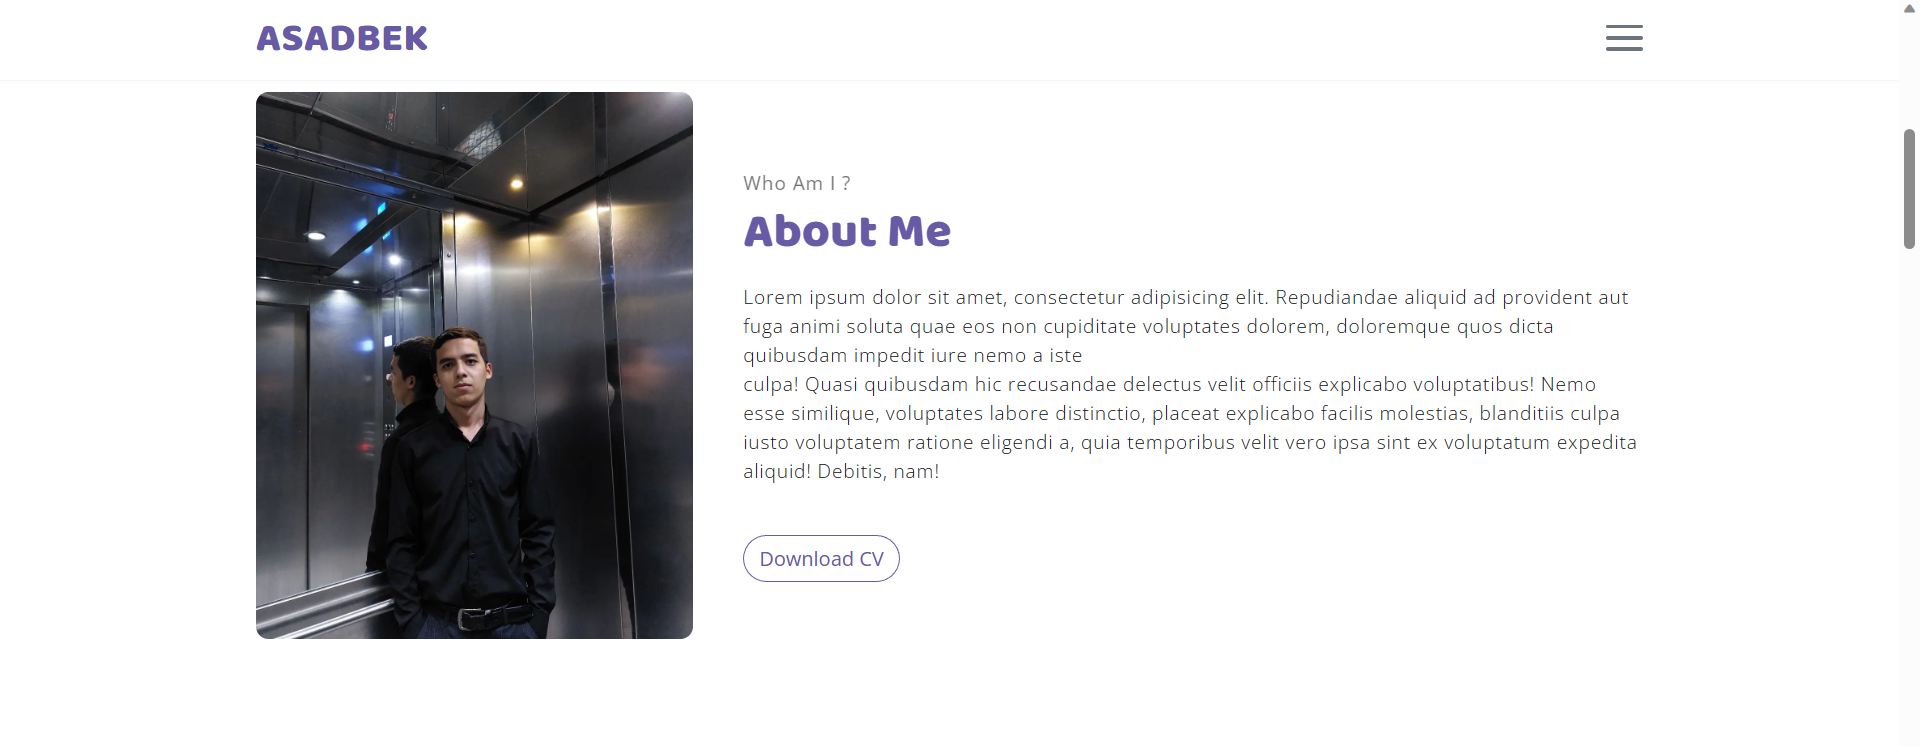 ASADBEK
Who Am I ?
About Me
Lorem ipsum dolor sit amet, consectetur adipisicing elit. Repudiandae aliquid ad provident aut
fuga animi soluta quae eos non cupiditate voluptates dolorem, doloremque quos dicta
quibusdam impedit iure nemo a iste
culpa! Quasi quibusdam hic recusandae delectus velit officiis explicabo voluptatibus! Nemo
esse similique, voluptates labore distinctio, placeat explicabo facilis molestias, blanditiis culpa
iusto voluptatem ratione eligendi a, quia temporibus velit vero ipsa sint ex voluptatum expedita
aliquid! Debitis, nam!
Download CV